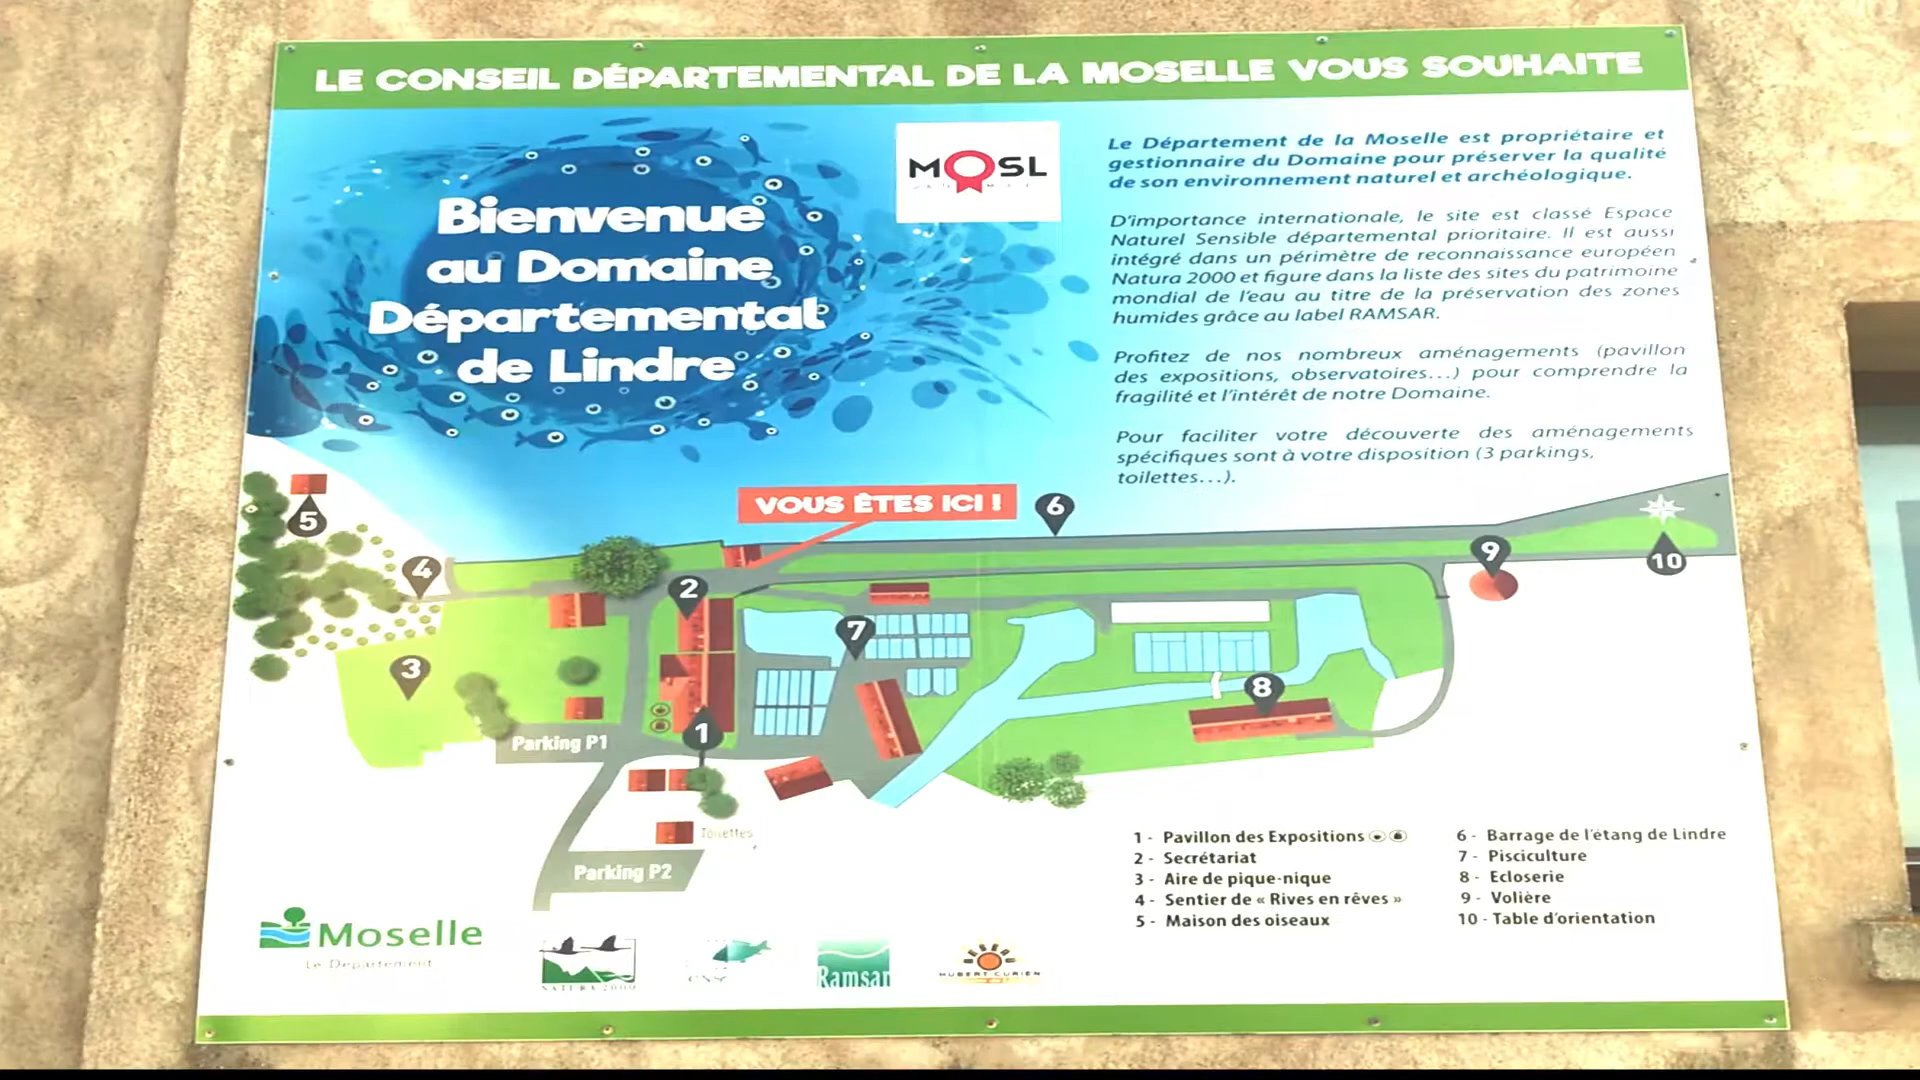 LE CONSEIL DÉPARTEMENTAL DE LA MOSELLE VOUS SOUHAITE
Bienvenue
au Domaine
Départemental
de Lindre
MOSL
Le Département de la Moselle est propriétaire et
gestionnaire du Domaine pour préserver la qualité
de son environnement naturel et archéologique.
D'importance internationale, le site est classé Espace
Naturel Sensible départemental prioritaire. Il est aussi
intégré dans un périmètre de reconnaissance européen
Natura 2000 et figure dans la liste des sites du patrimoine
mondial de l'eau au titre de la préservation des zones
humides grâce au label RAMSAR.
Profitez de nos nombreux aménagements (pavillon
des expositions, observatoires...) pour comprendre la
fragilité et l'intérêt de notre Domaine.
Pour faciliter votre découverte des aménagements
spécifiques sont à votre disposition (3 parkings,
toilettes...).
VOUS ÊTES ICI !
6
5
4
9
10
2
7
3
8
1
Parking P1
Toilettes
Parking P2
1 - Pavillon des Expositions
2 - Secrétariat
3 - Aire de pique-nique
4 - Sentier de « Rives en rêves »
5 - Maison des oiseaux
6 - Barrage de l'étang de Lindre
7 - Pisciculture
8 - Ecloserie
9 - Volière
10 - Table d'orientation
Moselle
Le Département
NATURA 2000
ENS
Ramsar
HUBERT CURIEN